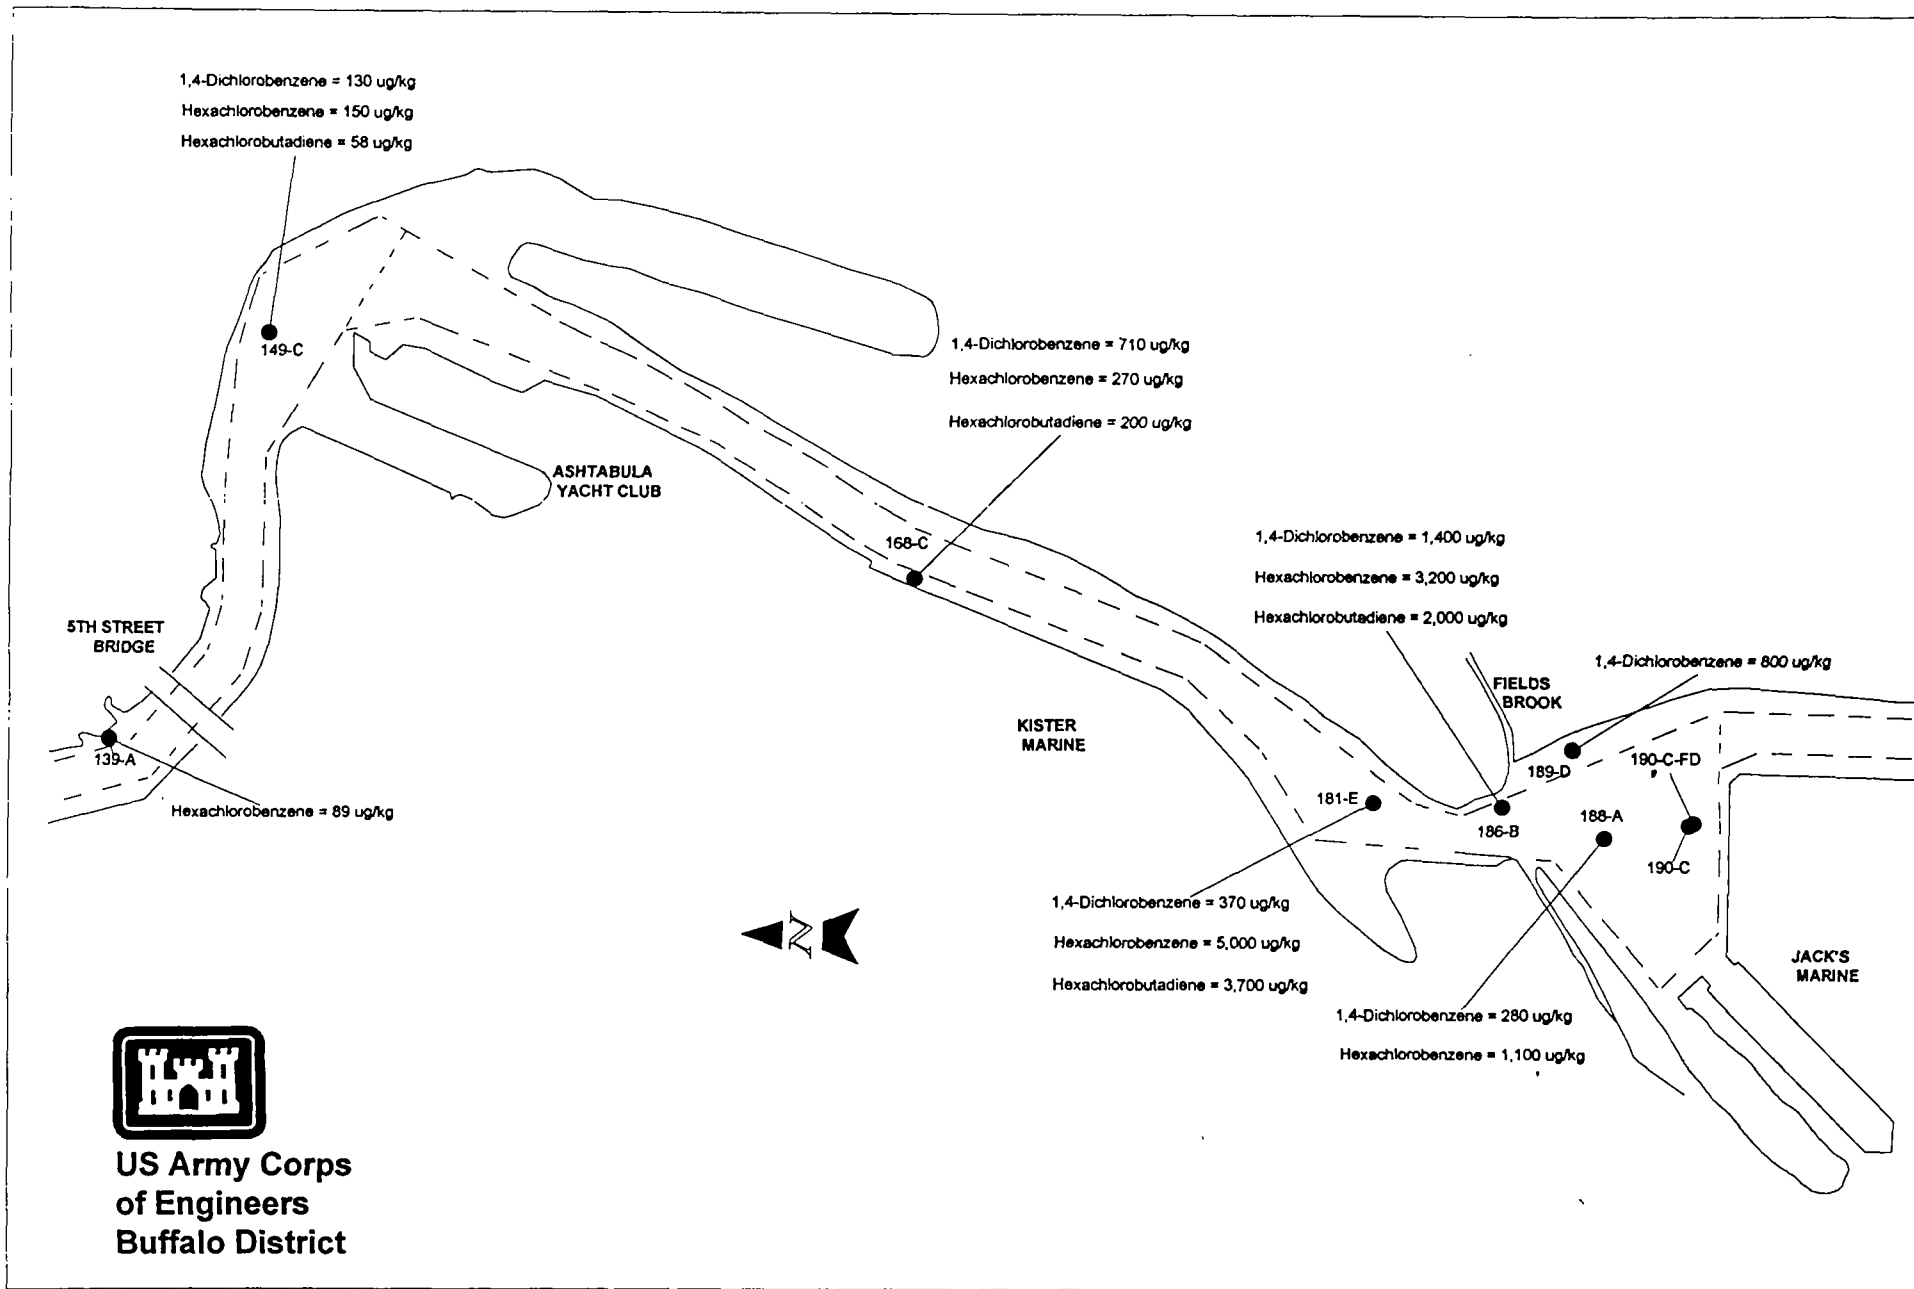 1,4-Dichlorobenzene = 130 ug/kg
Hexachlorobenzene = 150 ug/kg
Hexachlorobutadiene = 58 ug/kg
149-C
1,4-Dichlorobenzene = 710 ug/kg
Hexachlorobenzene = 270 ug/kg
Hexachlorobutadiene = 200 ug/kg
ASHTABULA
YACHT CLUB
168-C
1,4-Dichlorobenzene = 1,400 ug/kg
Hexachlorobenzene = 3,200 ug/kg
Hexachlorobutadiene = 2,000 ug/kg
5TH STREET
BRIDGE
139-A
Hexachlorobenzene = 89 ug/kg
1,4-Dichlorobenzene = 800 ug/kg
FIELDS
BROOK
KISTER
MARINE
189-D
190-C-FD
181-E
186-B
188-A
190-C
1,4-Dichlorobenzene = 370 ug/kg
Hexachlorobenzene = 5,000 ug/kg
Hexachlorobutadiene = 3,700 ug/kg
N
JACK'S
MARINE
1,4-Dichlorobenzene = 280 ug/kg
Hexachlorobenzene = 1,100 ug/kg
US Army Corps
of Engineers
Buffalo District